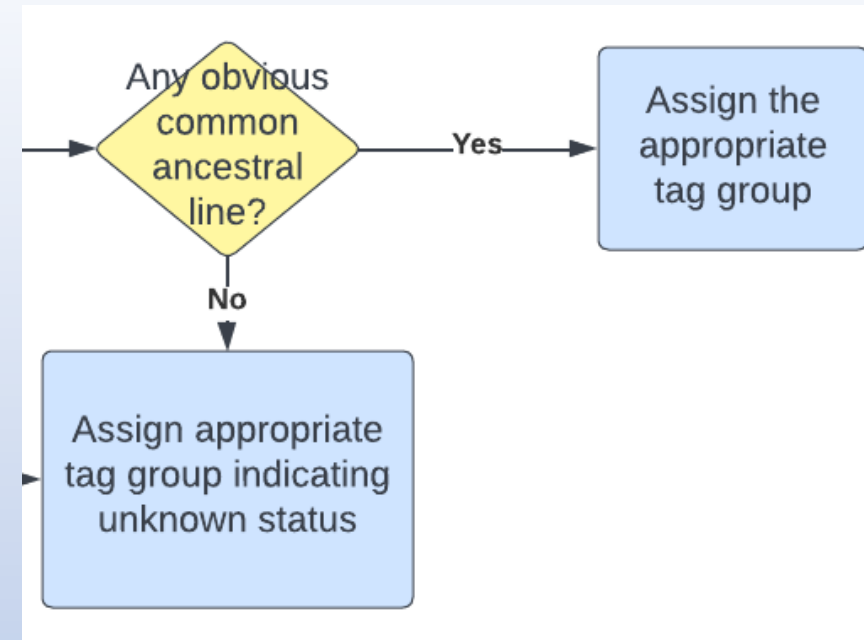 Any obvious
common
ancestral
line?
Yes
Assign the
appropriate
tag group
No
Assign appropriate
tag group indicating
unknown status